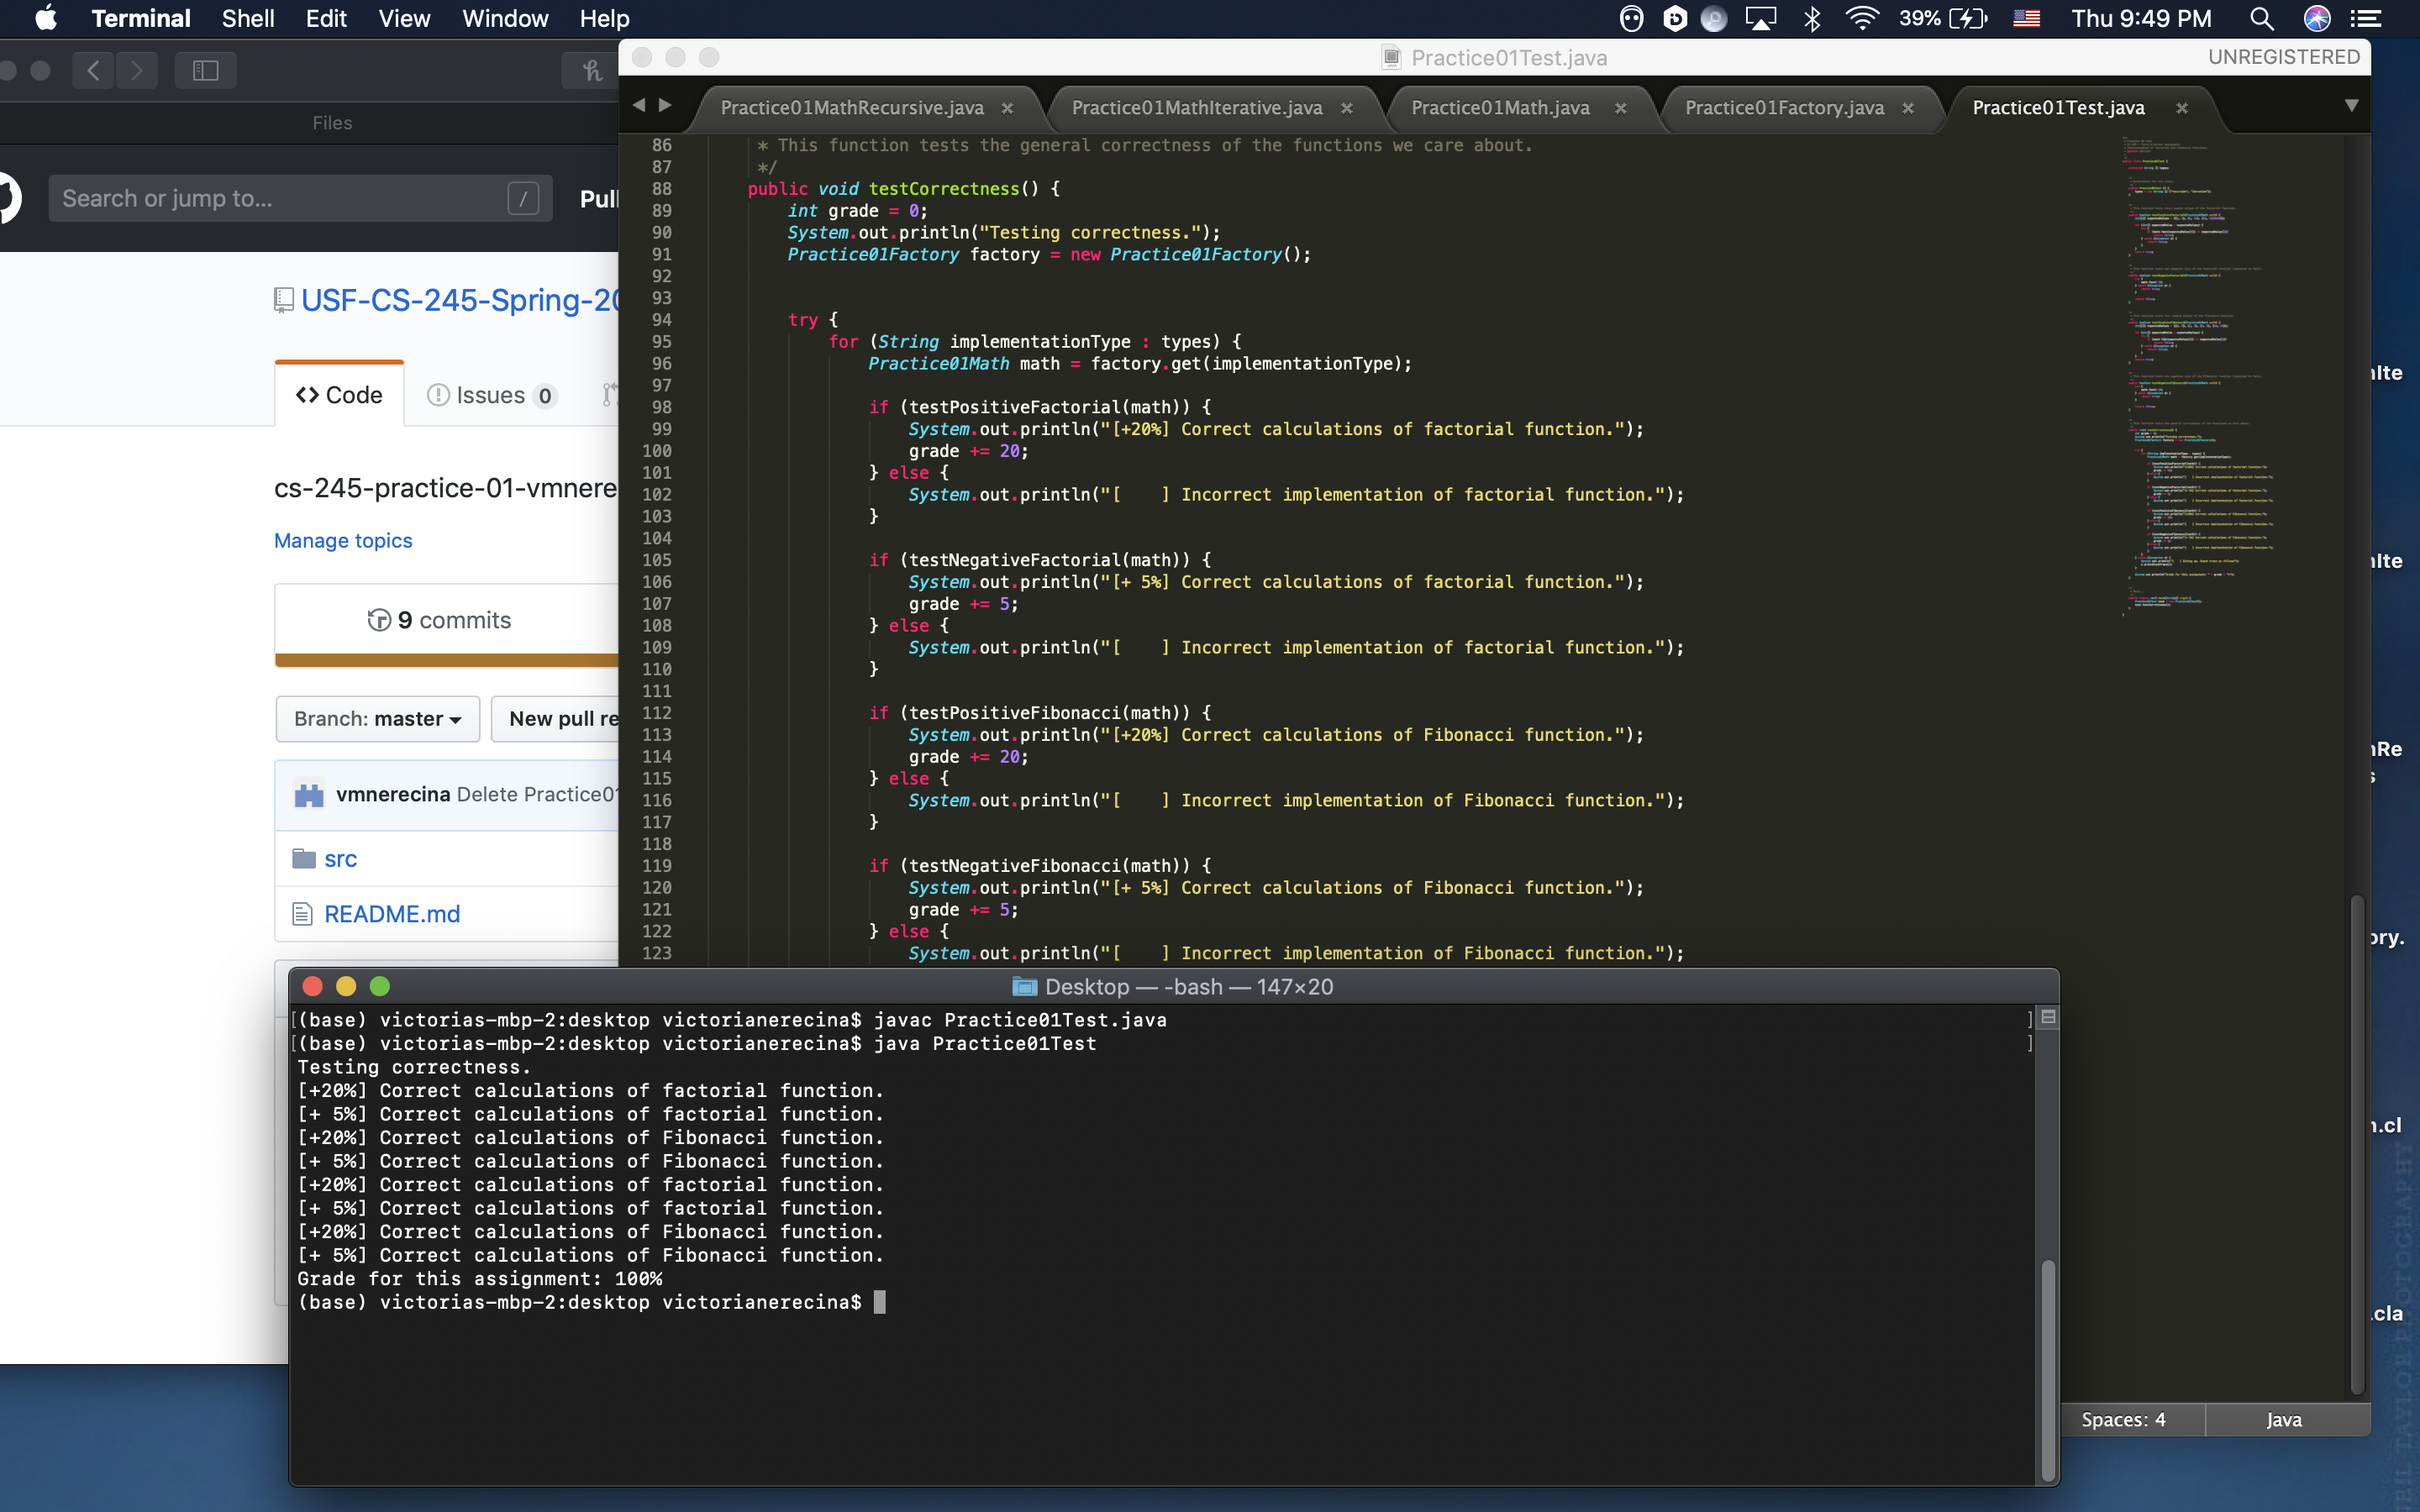 Terminal Shell Edit View Window Help 39% Thu 9:49 PM
Practice01Test.java UNREGISTERED
Files
Search or jump to... /
Pull
USF-CS-245-Spring-20
Code Issues 0
cs-245-practice-01-vmnere
Manage topics
9 commits
Branch: master New pull re
vmnerecina Delete Practice01
src
README.md
Practice01MathRecursive.java × Practice01MathIterative.java × Practice01Math.java × Practice01Factory.java × Practice01Test.java ×
86 * This function tests the general correctness of the functions we care about.
87 */
88 public void testCorrectness() {
89 int grade = 0;
90 System.out.println("Testing correctness.");
91 Practice01Factory factory = new Practice01Factory();
92
93
94 try {
95 for (String implementationType : types) {
96 Practice01Math math = factory.get(implementationType);
97
98 if (testPositiveFactorial(math)) {
99 System.out.println("[+20%] Correct calculations of factorial function.");
100 grade += 20;
101 } else {
102 System.out.println("[    ] Incorrect implementation of factorial function.");
103 }
104
105 if (testNegativeFactorial(math)) {
106 System.out.println("[+ 5%] Correct calculations of factorial function.");
107 grade += 5;
108 } else {
109 System.out.println("[    ] Incorrect implementation of factorial function.");
110 }
111
112 if (testPositiveFibonacci(math)) {
113 System.out.println("[+20%] Correct calculations of Fibonacci function.");
114 grade += 20;
115 } else {
116 System.out.println("[    ] Incorrect implementation of Fibonacci function.");
117 }
118
119 if (testNegativeFibonacci(math)) {
120 System.out.println("[+ 5%] Correct calculations of Fibonacci function.");
121 grade += 5;
122 } else {
123 System.out.println("[    ] Incorrect implementation of Fibonacci function.");
Desktop — -bash — 147×20
[(base) victorias-mbp-2:desktop victorianerecina$ javac Practice01Test.java ]
[(base) victorias-mbp-2:desktop victorianerecina$ java Practice01Test ]
Testing correctness.
[+20%] Correct calculations of factorial function.
[+ 5%] Correct calculations of factorial function.
[+20%] Correct calculations of Fibonacci function.
[+ 5%] Correct calculations of Fibonacci function.
[+20%] Correct calculations of factorial function.
[+ 5%] Correct calculations of factorial function.
[+20%] Correct calculations of Fibonacci function.
[+ 5%] Correct calculations of Fibonacci function.
Grade for this assignment: 100%
(base) victorias-mbp-2:desktop victorianerecina$
Spaces: 4 Java
nRe
ory.
.cla
TAYLOR PHOTOGRAPHY